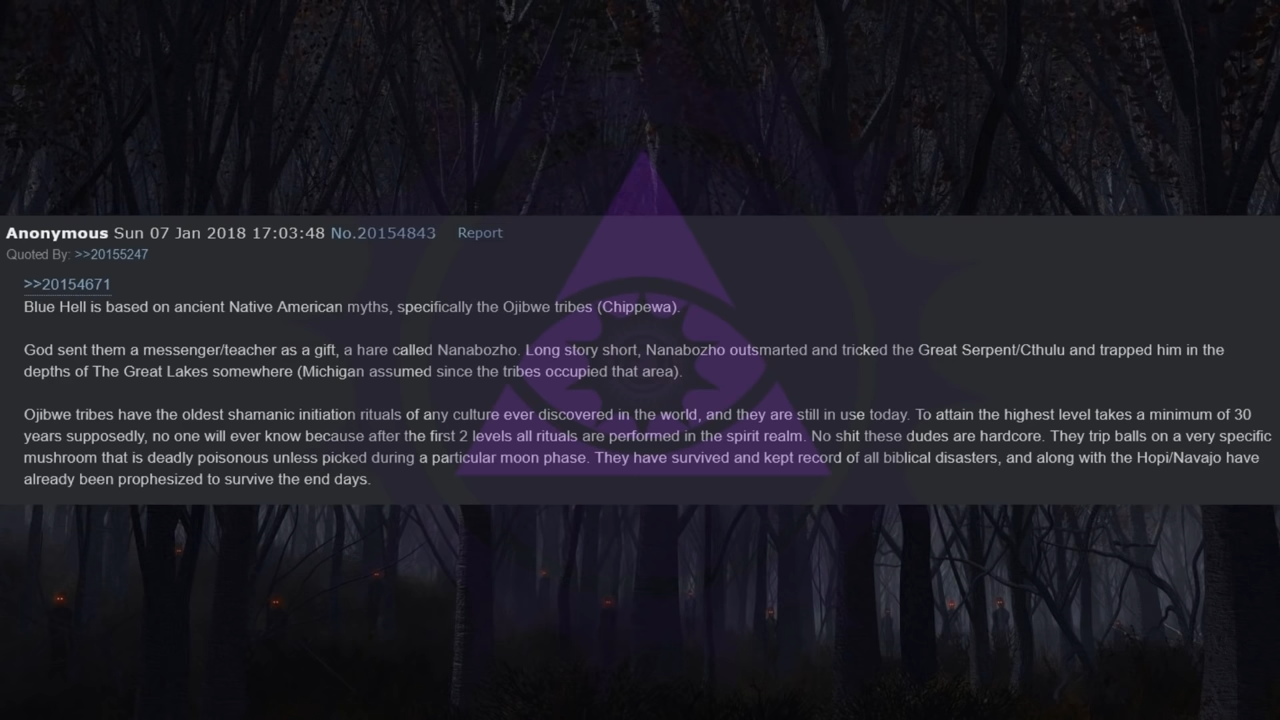 Anonymous Sun 07 Jan 2018 17:03:48 No.20154843 Report
Quoted By: >>20155247
>>20154671
Blue Hell is based on ancient Native American myths, specifically the Ojibwe tribes (Chippewa).
God sent them a messenger/teacher as a gift, a hare called Nanabozho. Long story short, Nanabozho outsmarted and tricked the Great Serpent/Cthulu and trapped him in the
depths of The Great Lakes somewhere (Michigan assumed since the tribes occupied that area).
Ojibwe tribes have the oldest shamanic initiation rituals of any culture ever discovered in the world, and they are still in use today. To attain the highest level takes a minimum of 30
years supposedly, no one will ever know because after the first 2 levels all rituals are performed in the spirit realm. No shit these dudes are hardcore. They trip balls on a very specific
mushroom that is deadly poisonous unless picked during a particular moon phase. They have survived and kept record of all biblical disasters, and along with the Hopi/Navajo have
already been prophesized to survive the end days.